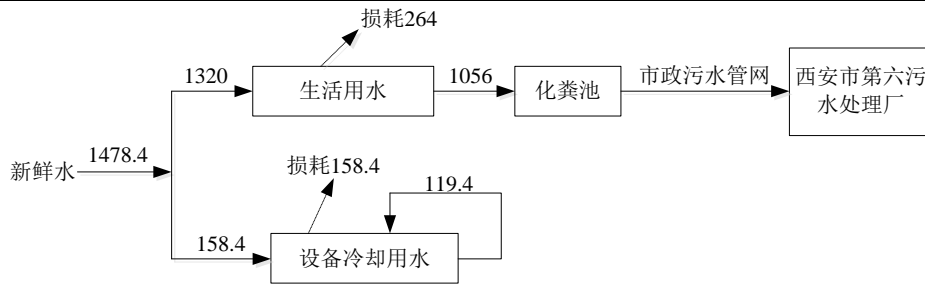 损耗264
1320
生活用水
1056
化粪池
市政污水管网
西安市第六污
水处理厂
新鲜水
1478.4
损耗158.4
119.4
158.4
设备冷却用水